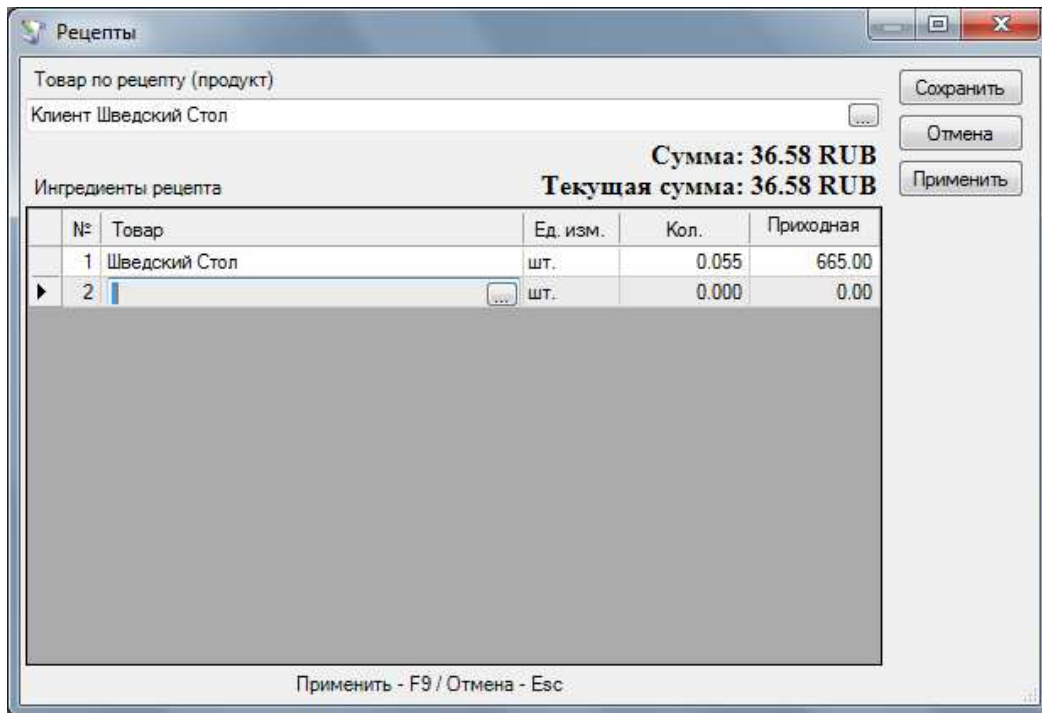 Рецепты
Товар по рецепту (продукт)
Сохранить
Клиент Шведский Стол ...
Отмена
Сумма: 36.58 RUB
Ингредиенты рецепта Текущая сумма: 36.58 RUB
Применить
№ Товар Ед. изм. Кол. Приходная
1 Шведский Стол шт. 0.055 665.00
2 ... шт. 0.000 0.00
Применить - F9 / Отмена - Esc